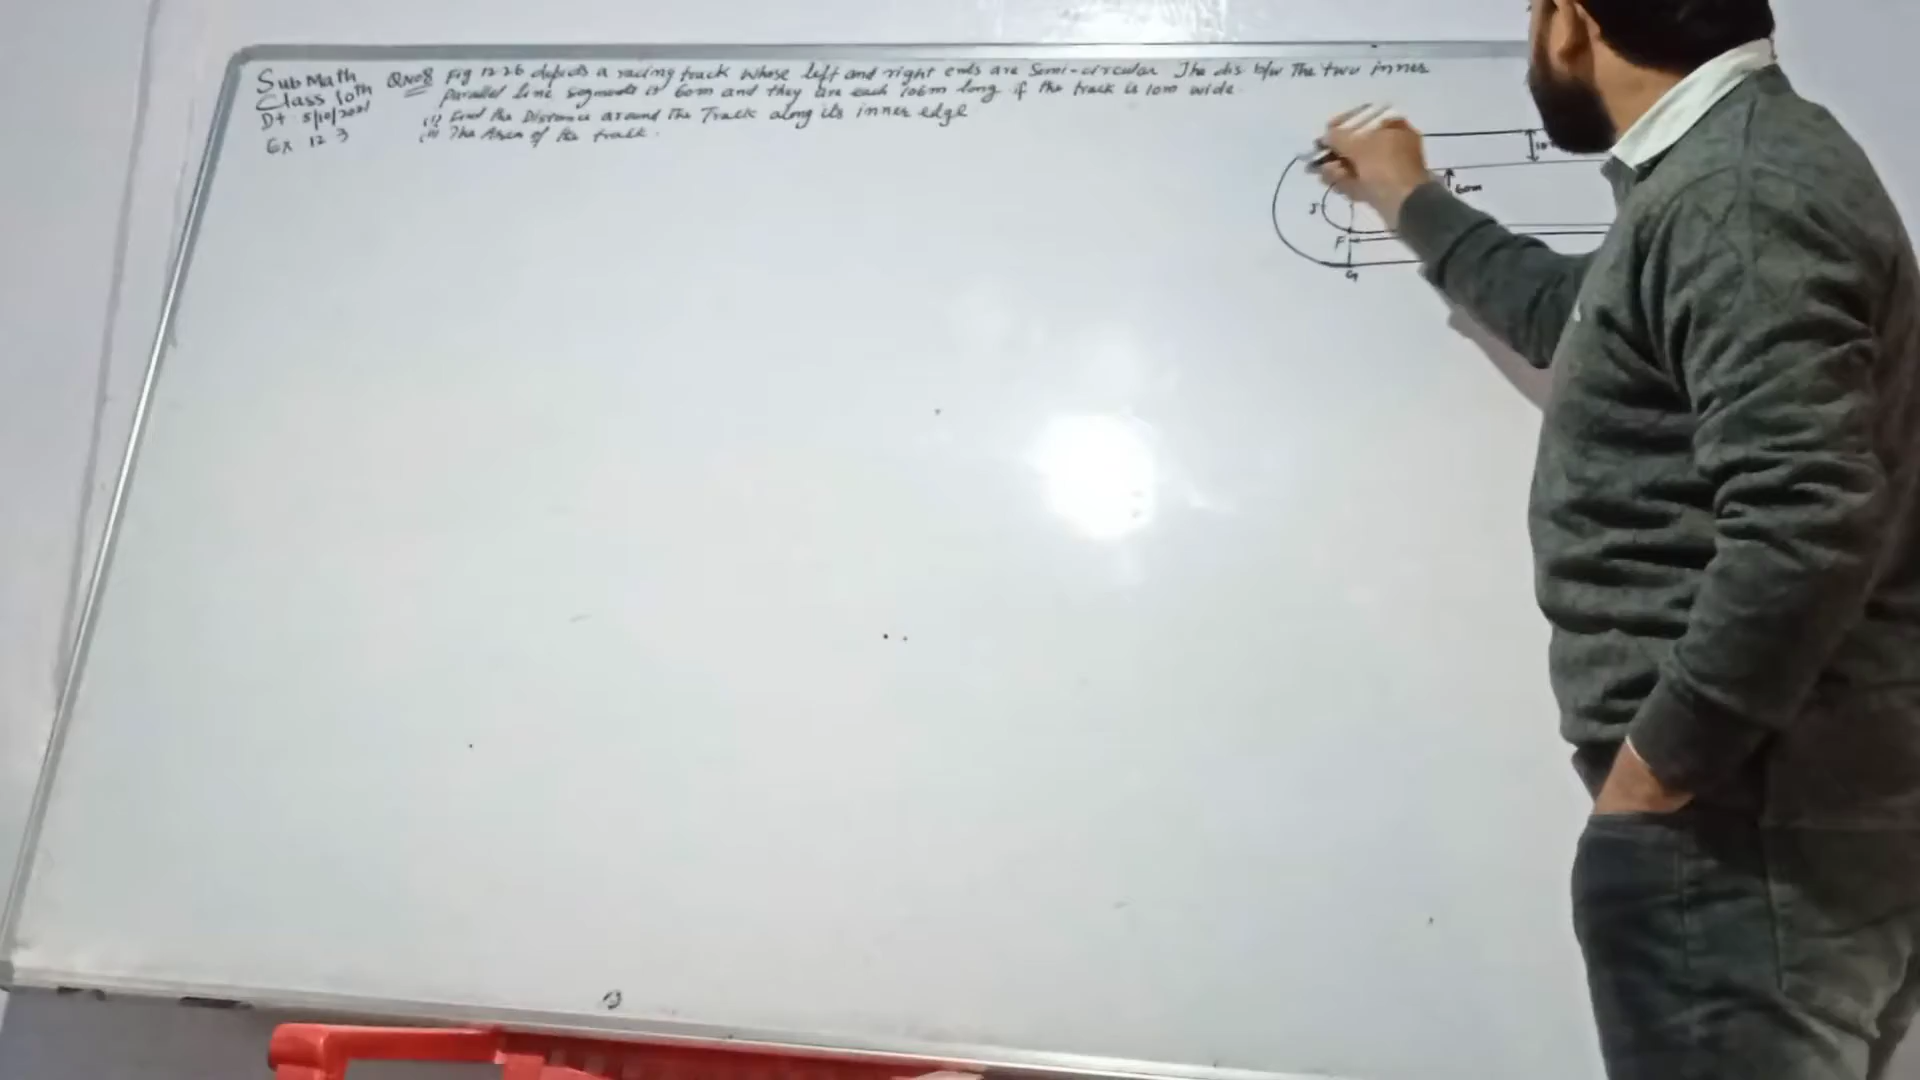 Sub Math
Class 10th
Dt 5/10/2021
Ex 12 3
QNo8 Fig 12.26 depicts a racing track whose left and right ends are Semi-circular The dis b/w The two inner
Parallel line segments is 60m and they are each 106m long if the track is 10m wide
(i) Find the Distance around The Track along its inner edge
(ii) The Area of the track.
10
60m
J
F
G